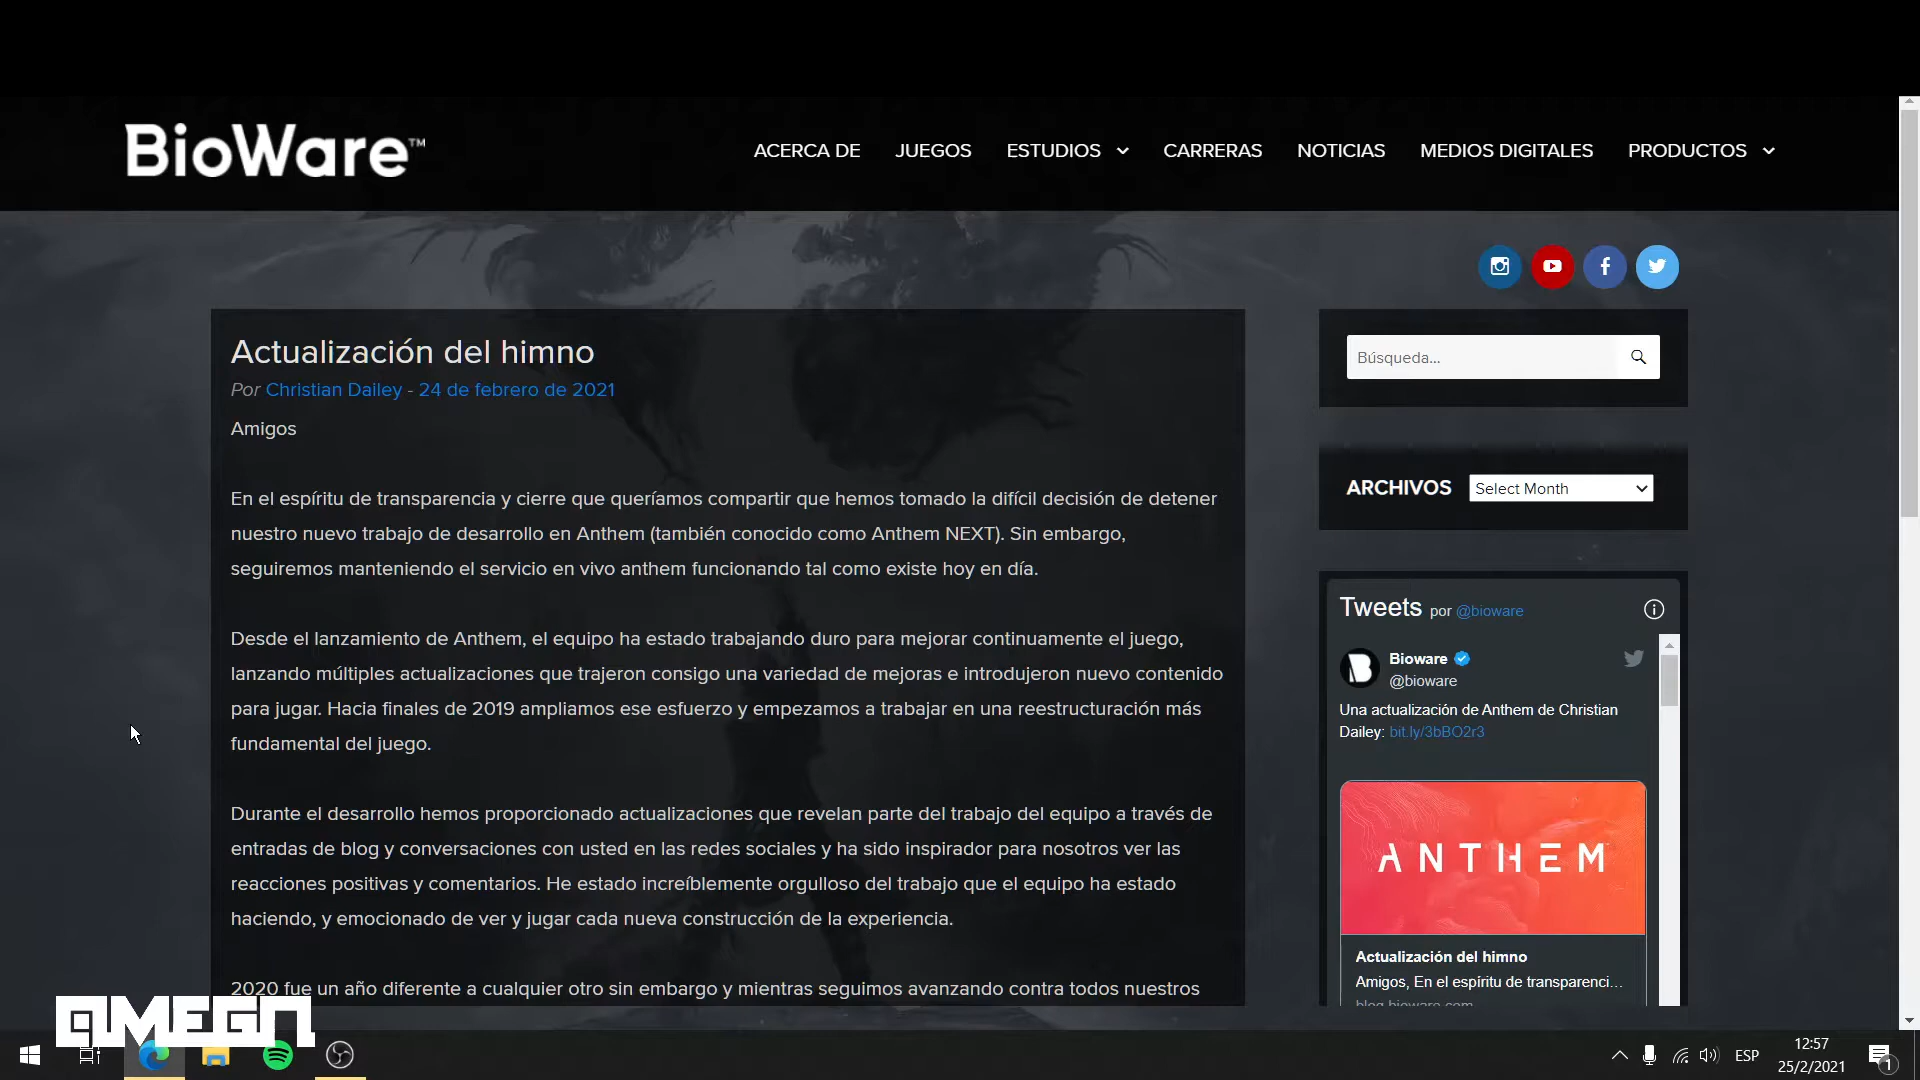 BioWare™
ACERCA DE
JUEGOS
ESTUDIOS
CARRERAS
NOTICIAS
MEDIOS DIGITALES
PRODUCTOS
Actualización del himno
Por Christian Dailey - 24 de febrero de 2021
Amigos
En el espíritu de transparencia y cierre que queríamos compartir que hemos tomado la difícil decisión de detener
nuestro nuevo trabajo de desarrollo en Anthem (también conocido como Anthem NEXT). Sin embargo,
seguiremos manteniendo el servicio en vivo anthem funcionando tal como existe hoy en día.
Desde el lanzamiento de Anthem, el equipo ha estado trabajando duro para mejorar continuamente el juego,
lanzando múltiples actualizaciones que trajeron consigo una variedad de mejoras e introdujeron nuevo contenido
para jugar. Hacia finales de 2019 ampliamos ese esfuerzo y empezamos a trabajar en una reestructuración más
fundamental del juego.
Durante el desarrollo hemos proporcionado actualizaciones que revelan parte del trabajo del equipo a través de
entradas de blog y conversaciones con usted en las redes sociales y ha sido inspirador para nosotros ver las
reacciones positivas y comentarios. He estado increíblemente orgulloso del trabajo que el equipo ha estado
haciendo, y emocionado de ver y jugar cada nueva construcción de la experiencia.
2020 fue un año diferente a cualquier otro sin embargo y mientras seguimos avanzando contra todos nuestros
Búsqueda...
ARCHIVOS
Select Month
Tweets por @bioware
Bioware
@bioware
Una actualización de Anthem de Christian
Dailey: bit.ly/3bBO2r3
ANTHEM
Actualización del himno
Amigos, En el espíritu de transparenci...
blog.bioware.com
QMEGN
ESP
12:57
25/2/2021
1